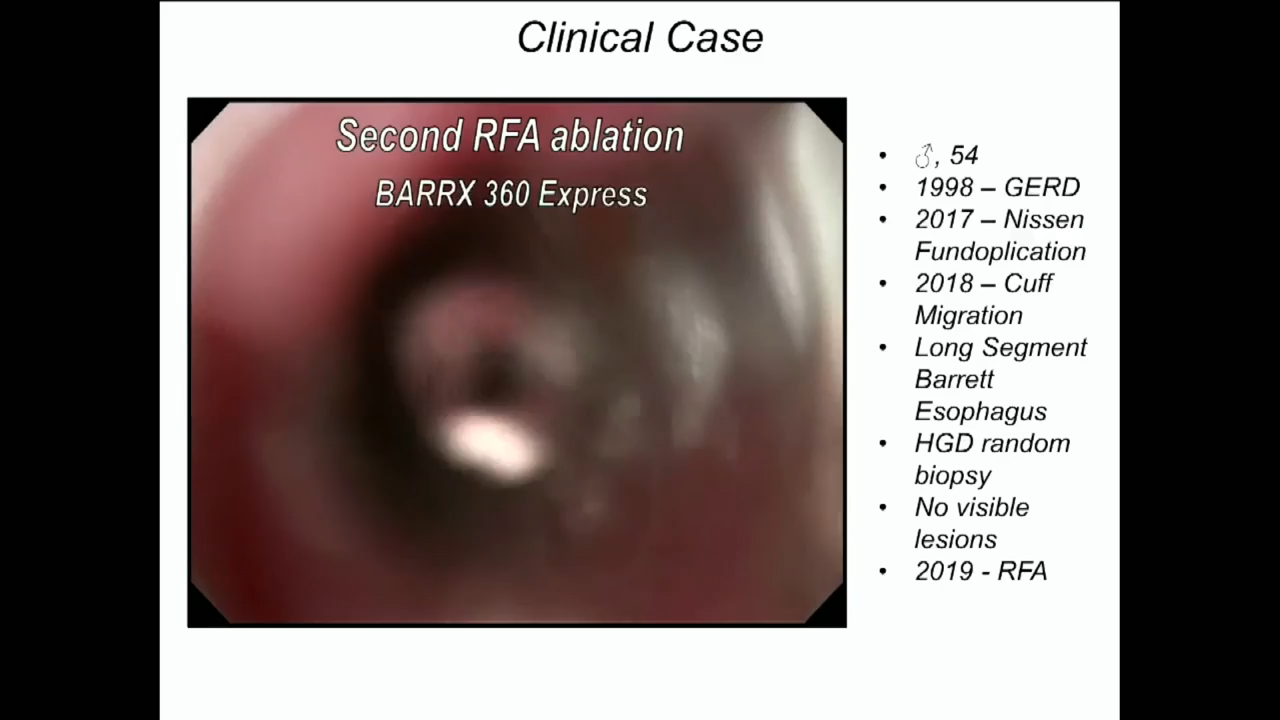 Clinical Case
Second RFA ablation
BARRX 360 Express
• ♂, 54
• 1998 – GERD
• 2017 – Nissen
Fundoplication
• 2018 – Cuff
Migration
• Long Segment
Barrett
Esophagus
• HGD random
biopsy
• No visible
lesions
• 2019 - RFA